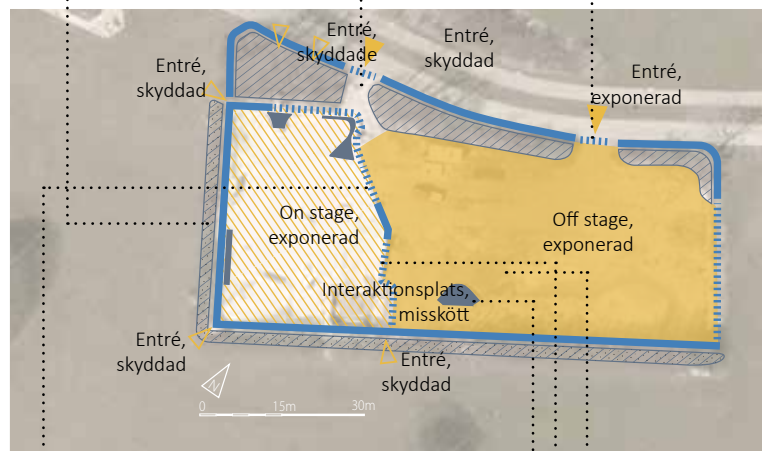 Entré,
skyddade
Entré,
skyddad
Entré,
skyddad
Entré,
exponerad
On stage,
exponerad
Off stage,
exponerad
Interaktionsplats,
misskött
Entré,
skyddad
Entré,
skyddad
N
0 15m 30m